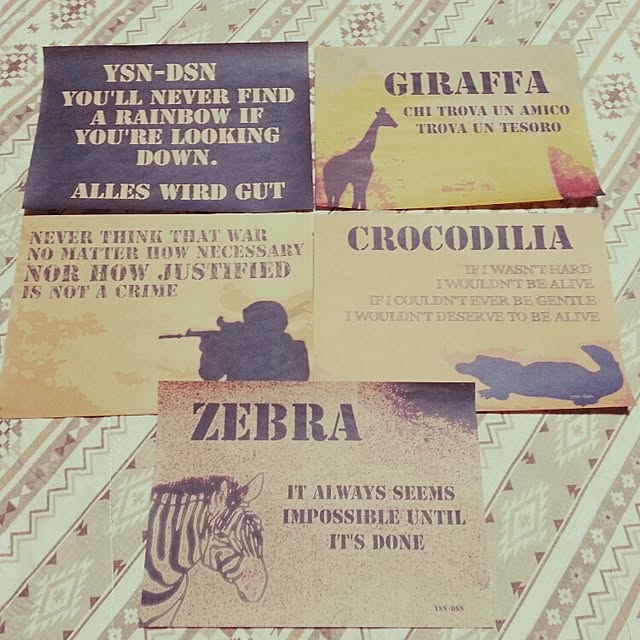 YSN-DSN
YOU'LL NEVER FIND
A RAINBOW IF
YOU'RE LOOKING
DOWN.
ALLES WIRD GUT
GIRAFFA
CHI TROVA UN AMICO
TROVA UN TESORO
NEVER THINK THAT WAR
NO MATTER HOW NECESSARY
NOR HOW JUSTIFIED
IS NOT A CRIME
CROCODILIA
IF I WASN'T HARD
I WOULDN'T BE ALIVE
IF I COULDN'T EVER BE GENTLE
I WOULDN'T DESERVE TO BE ALIVE
YSN-DSN
ZEBRA
IT ALWAYS SEEMS
IMPOSSIBLE UNTIL
IT'S DONE
YSN-DSN